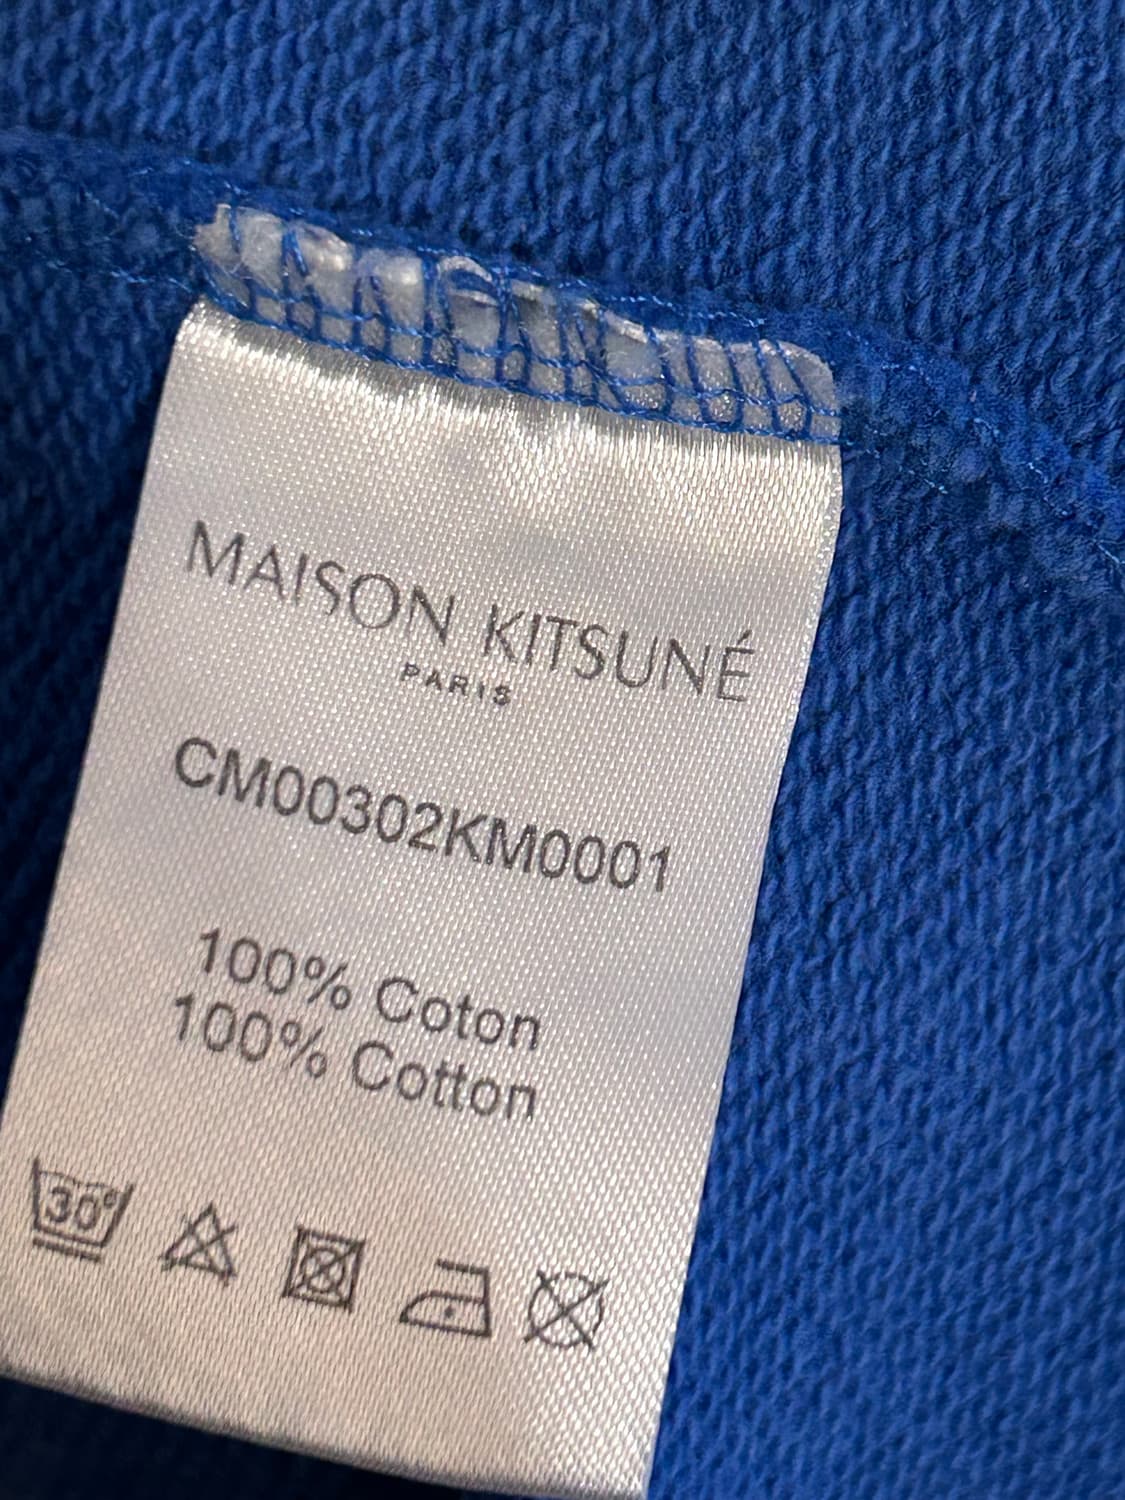 MAISON KITSUNÉ
PARIS
CM00302KM0001
100% Coton
100% Cotton
30°